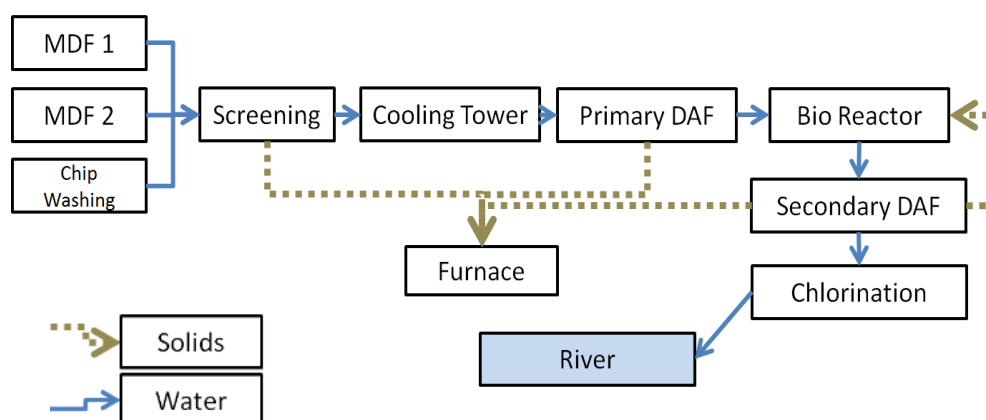 MDF 1
MDF 2
Chip
Washing
Screening
Cooling Tower
Primary DAF
Bio Reactor
Secondary DAF
Chlorination
River
Furnace
Solids
Water